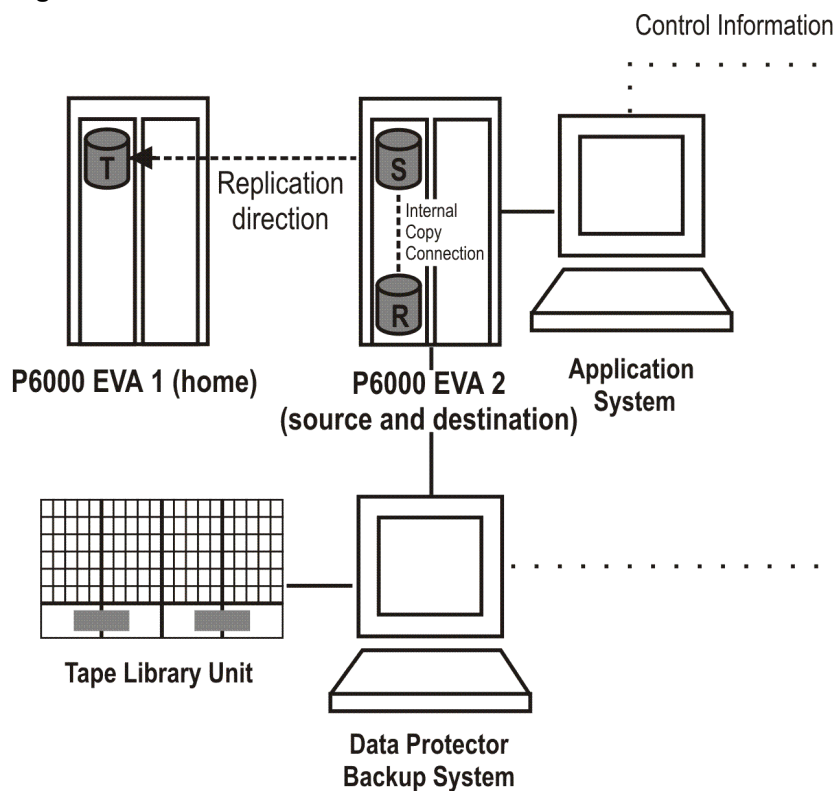 Control Information
T
S
Replication
direction
Internal
Copy
Connection
R
P6000 EVA 1 (home)
P6000 EVA 2
(source and destination)
Application
System
Tape Library Unit
Data Protector
Backup System